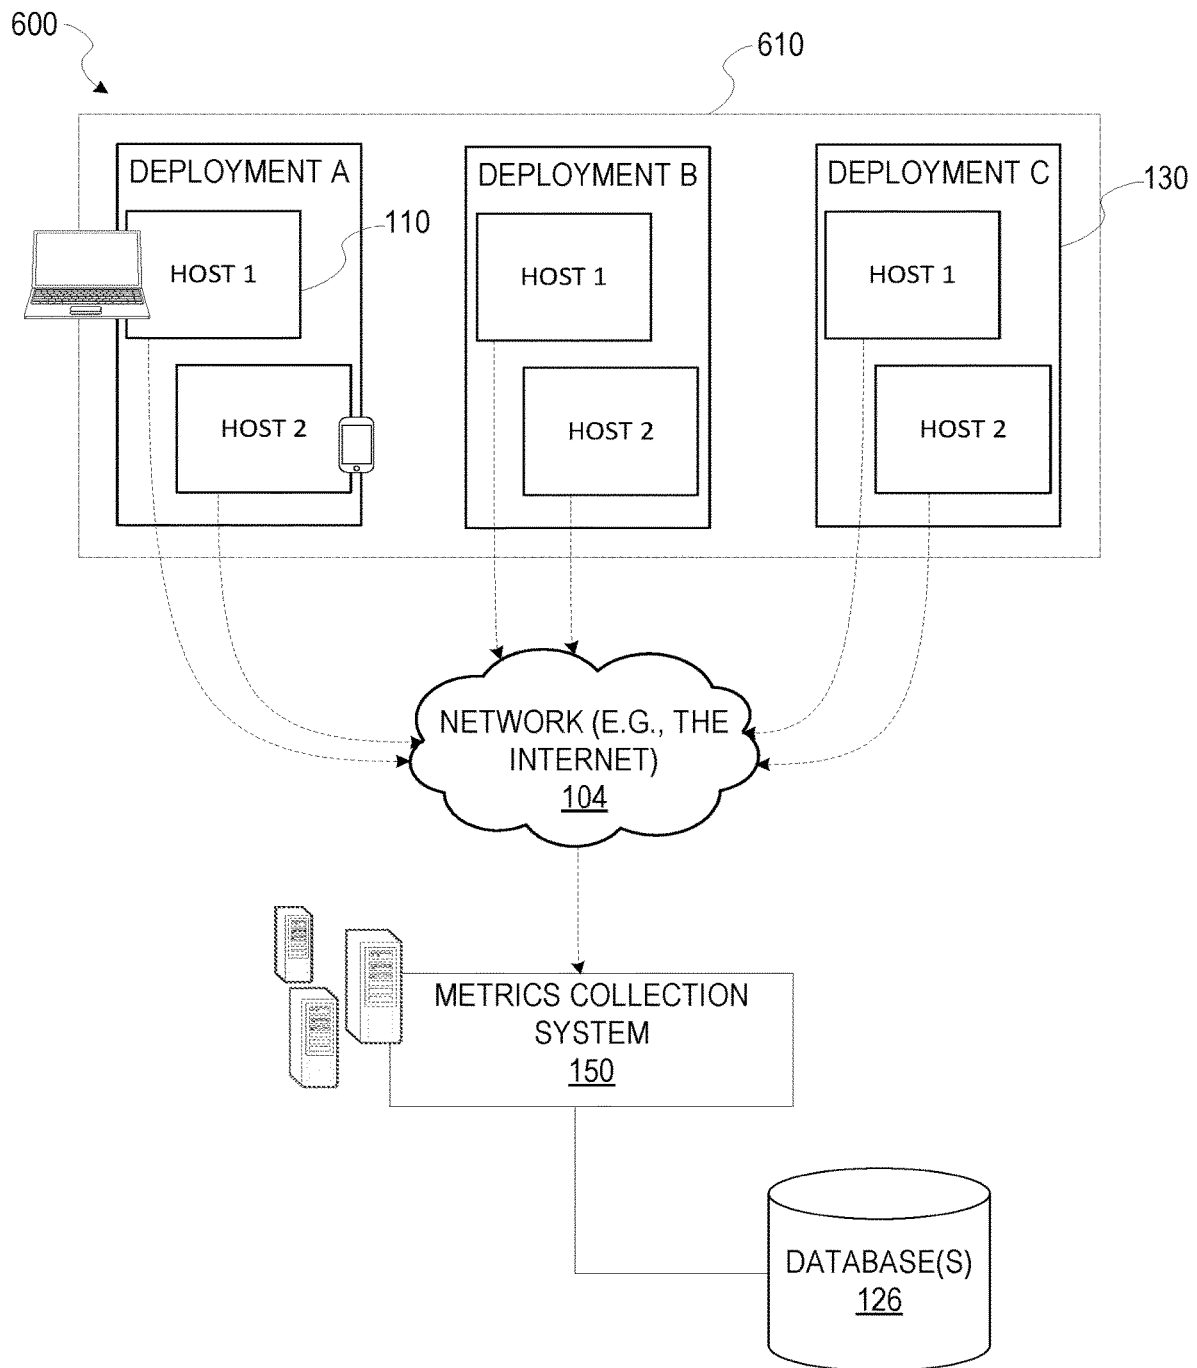 600
610
DEPLOYMENT A
DEPLOYMENT B
DEPLOYMENT C
130
110
HOST 1
HOST 1
HOST 1
HOST 2
HOST 2
HOST 2
NETWORK (E.G., THE
INTERNET)
104
METRICS COLLECTION
SYSTEM
150
DATABASE(S)
126